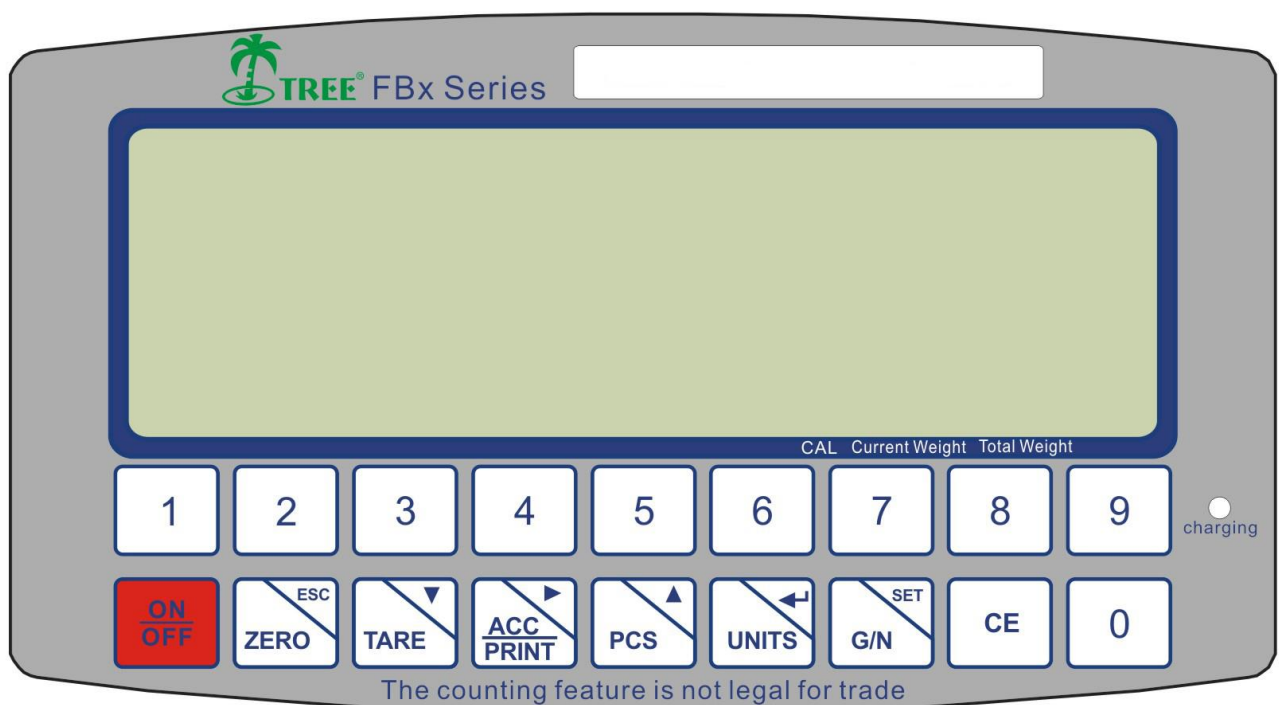 TREE® FBx Series
CAL Current Weight Total Weight
1 2 3 4 5 6 7 8 9
charging
ON
OFF
ESC
ZERO
TARE
ACC
PRINT
PCS
UNITS
SET
G/N
CE
0
The counting feature is not legal for trade